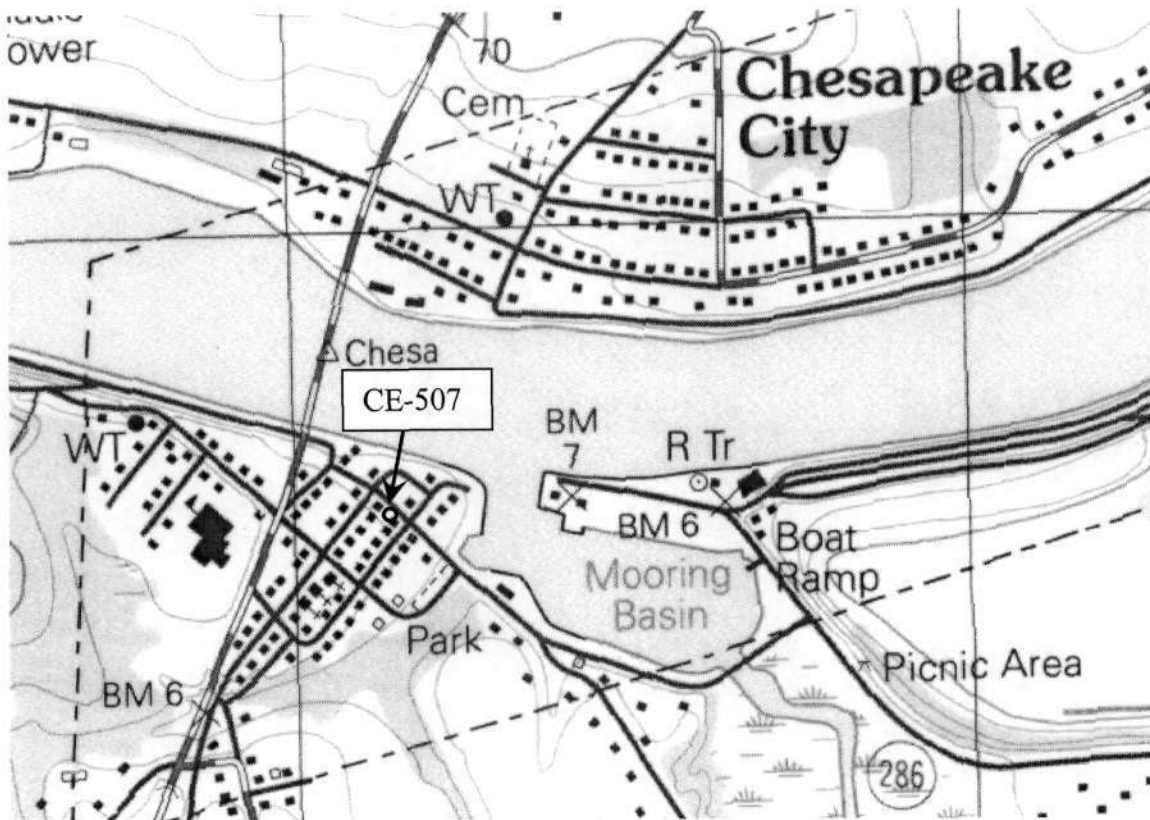 ower
70
Cem
Chesapeake
City
WT
Chesa
CE-507
BM
7
R Tr
WT
BM 6
Boat
Ramp
Mooring
Basin
Park
Picnic Area
BM 6
286